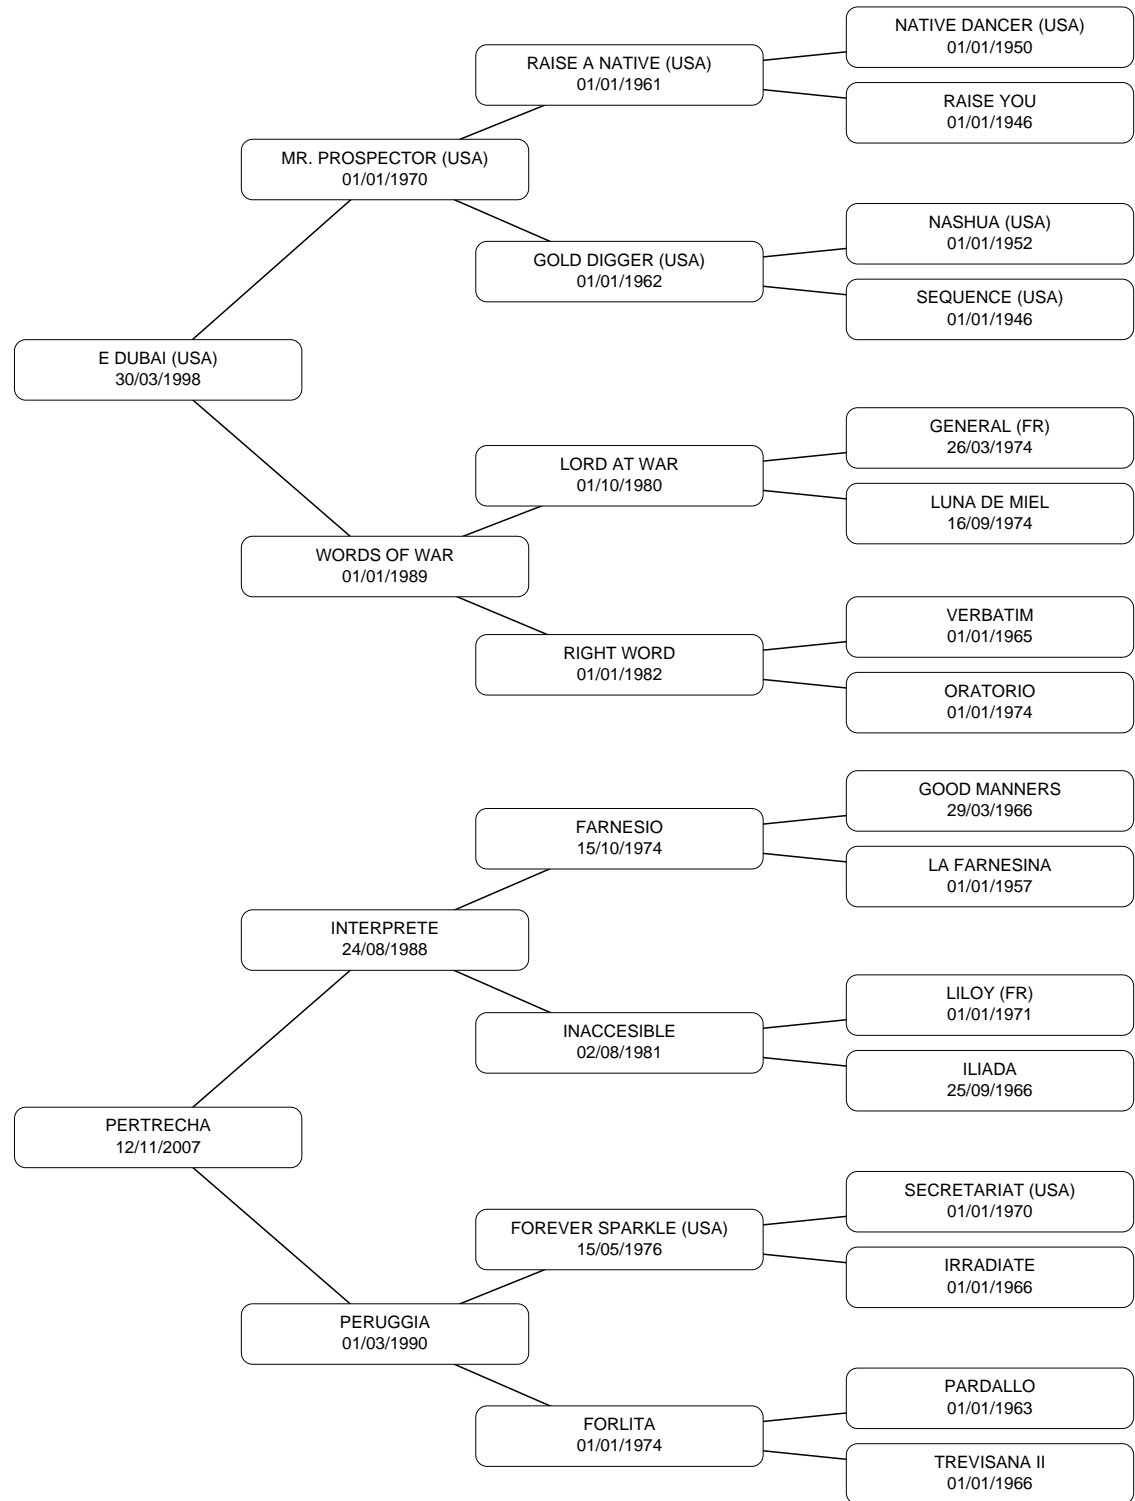 NATIVE DANCER (USA)
01/01/1950
RAISE A NATIVE (USA)
01/01/1961
RAISE YOU
01/01/1946
MR. PROSPECTOR (USA)
01/01/1970
NASHUA (USA)
01/01/1952
GOLD DIGGER (USA)
01/01/1962
SEQUENCE (USA)
01/01/1946
E DUBAI (USA)
30/03/1998
GENERAL (FR)
26/03/1974
LORD AT WAR
01/10/1980
LUNA DE MIEL
16/09/1974
WORDS OF WAR
01/01/1989
VERBATIM
01/01/1965
RIGHT WORD
01/01/1982
ORATORIO
01/01/1974
GOOD MANNERS
29/03/1966
FARNESIO
15/10/1974
LA FARNESINA
01/01/1957
INTERPRETE
24/08/1988
LILOY (FR)
01/01/1971
INACCESIBLE
02/08/1981
ILIADA
25/09/1966
PERTRECHA
12/11/2007
SECRETARIAT (USA)
01/01/1970
FOREVER SPARKLE (USA)
15/05/1976
IRRADIATE
01/01/1966
PERUGGIA
01/03/1990
PARDALLO
01/01/1963
FORLITA
01/01/1974
TREVISANA II
01/01/1966